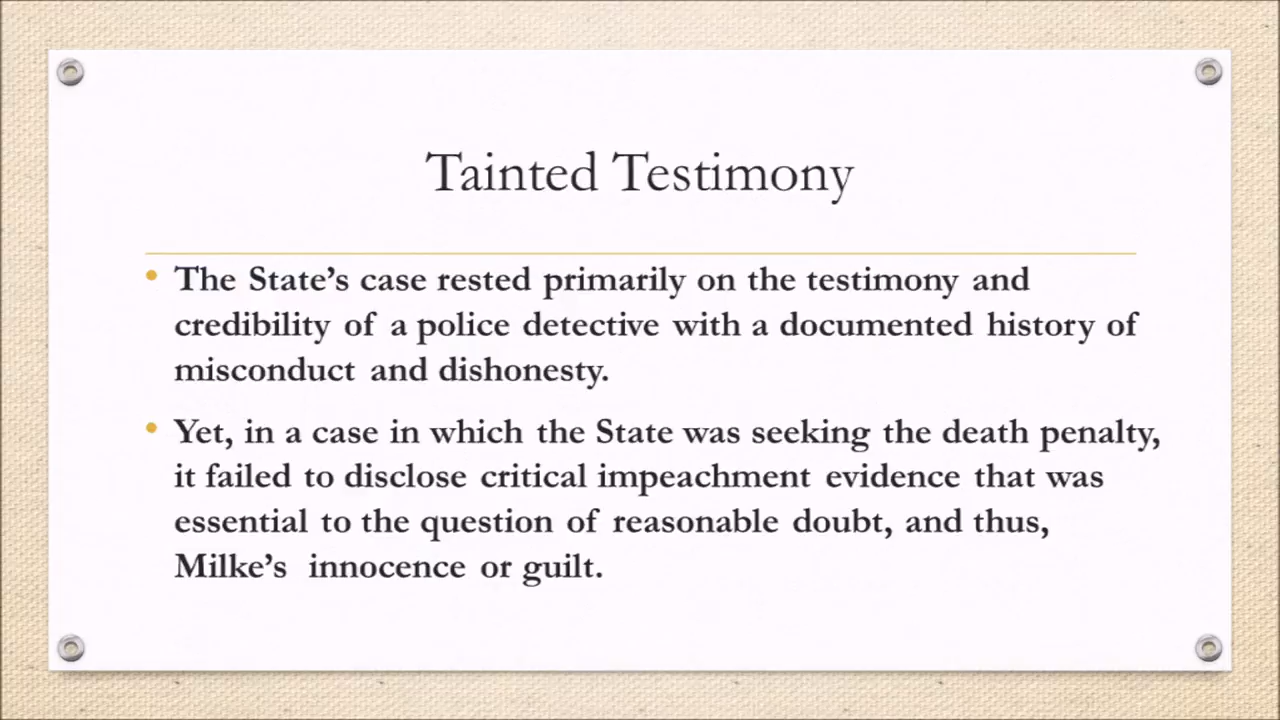 Tainted Testimony
• The State’s case rested primarily on the testimony and
credibility of a police detective with a documented history of
misconduct and dishonesty.
• Yet, in a case in which the State was seeking the death penalty,
it failed to disclose critical impeachment evidence that was
essential to the question of reasonable doubt, and thus,
Milke’s innocence or guilt.